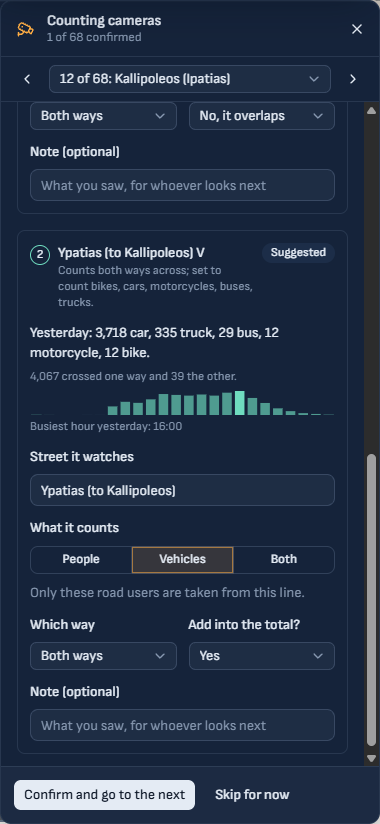 Counting cameras
1 of 68 confirmed
12 of 68: Kallipoleos (Ipatias)
Both ways
No, it overlaps
Note (optional)
What you saw, for whoever looks next
2
Ypatias (to Kallipoleos) V
Suggested
Counts both ways across; set to
count bikes, cars, motorcycles, buses,
trucks.
Yesterday: 3,718 car, 335 truck, 29 bus, 12
motorcycle, 12 bike.
4,067 crossed one way and 39 the other.
Busiest hour yesterday: 16:00
Street it watches
Ypatias (to Kallipoleos)
What it counts
People
Vehicles
Both
Only these road users are taken from this line.
Which way
Add into the total?
Both ways
Yes
Note (optional)
What you saw, for whoever looks next
Confirm and go to the next
Skip for now